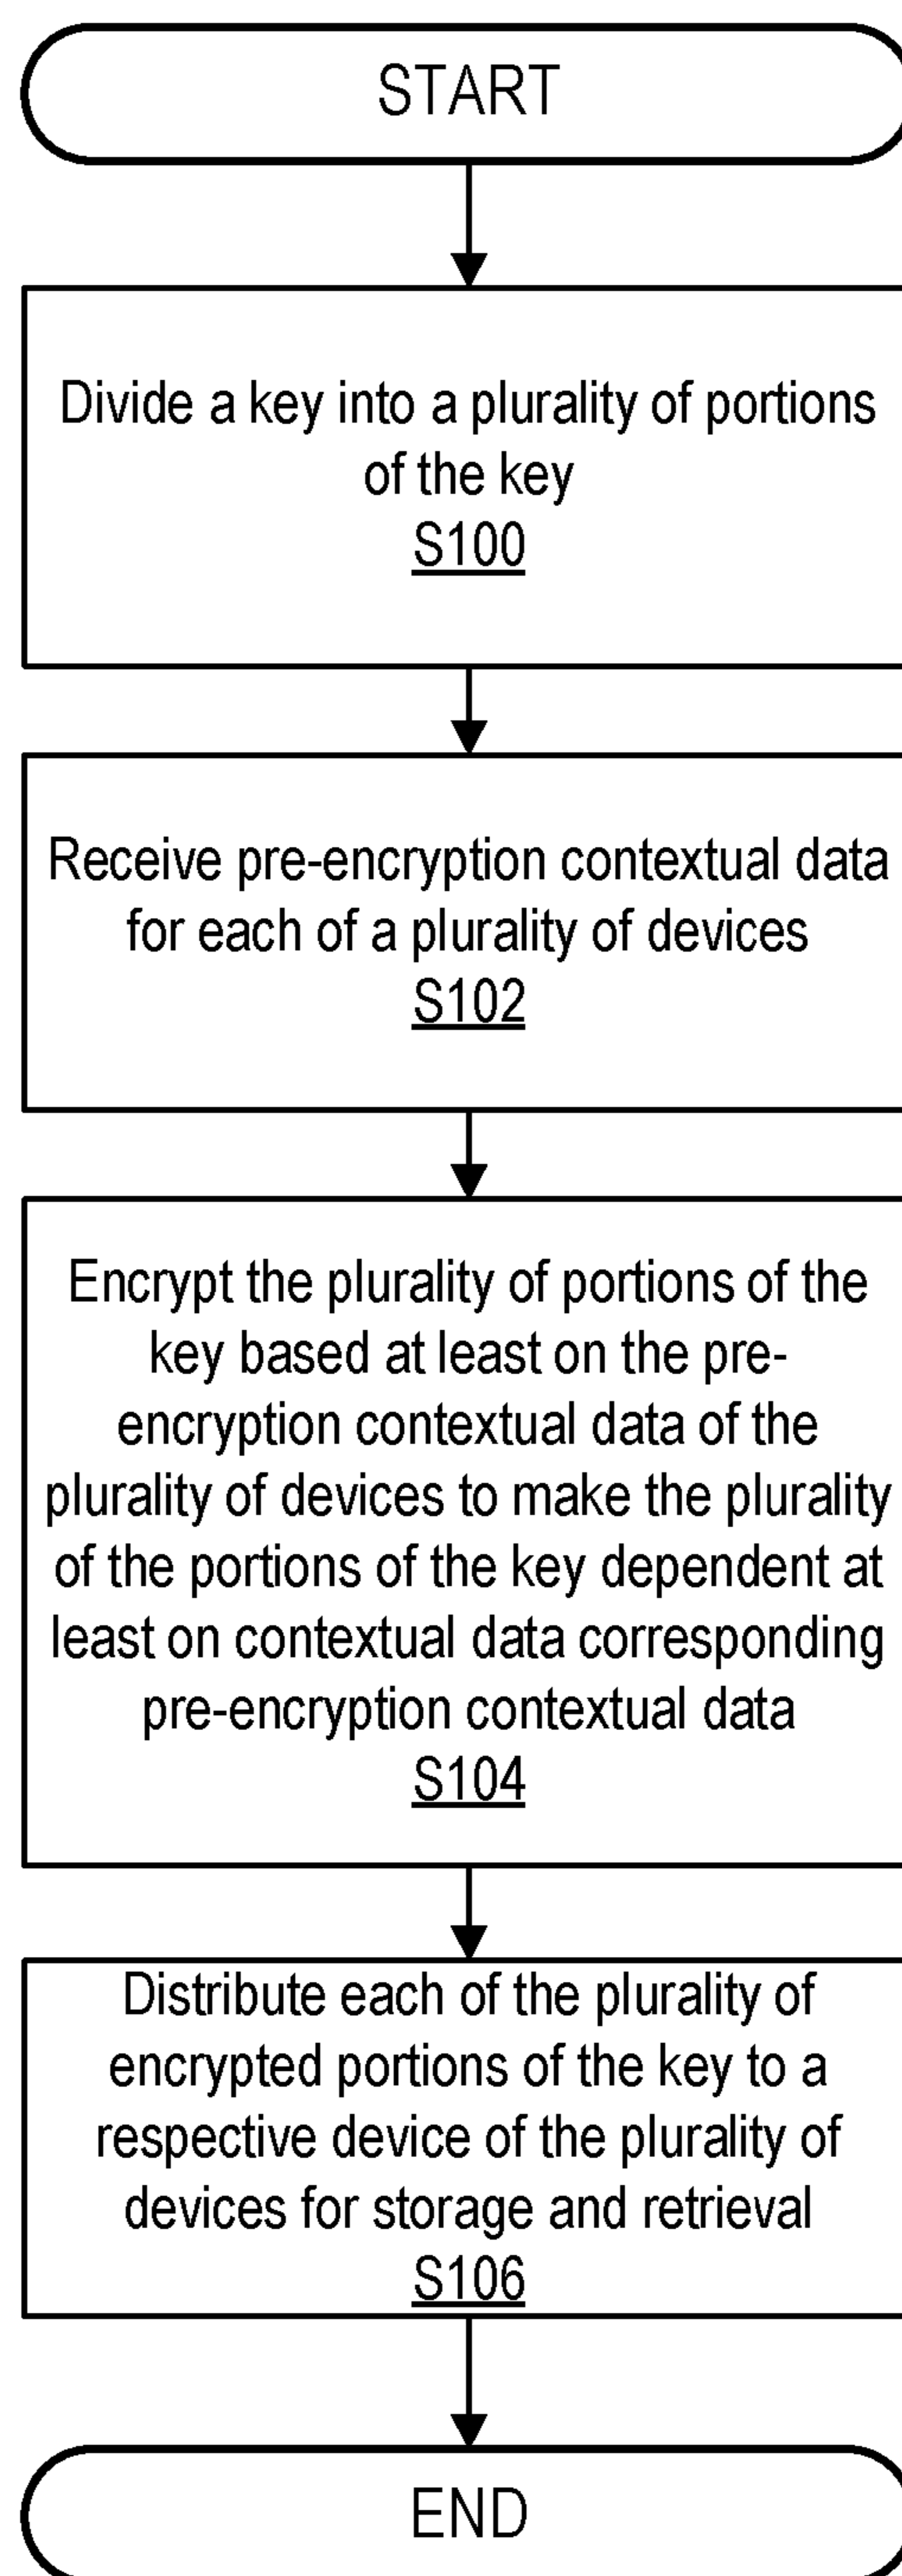 START
Divide a key into a plurality of portions
of the key
S100
Receive pre-encryption contextual data
for each of a plurality of devices
S102
Encrypt the plurality of portions of the
key based at least on the pre-
encryption contextual data of the
plurality of devices to make the plurality
of the portions of the key dependent at
least on contextual data corresponding
pre-encryption contextual data
S104
Distribute each of the plurality of
encrypted portions of the key to a
respective device of the plurality of
devices for storage and retrieval
S106
END